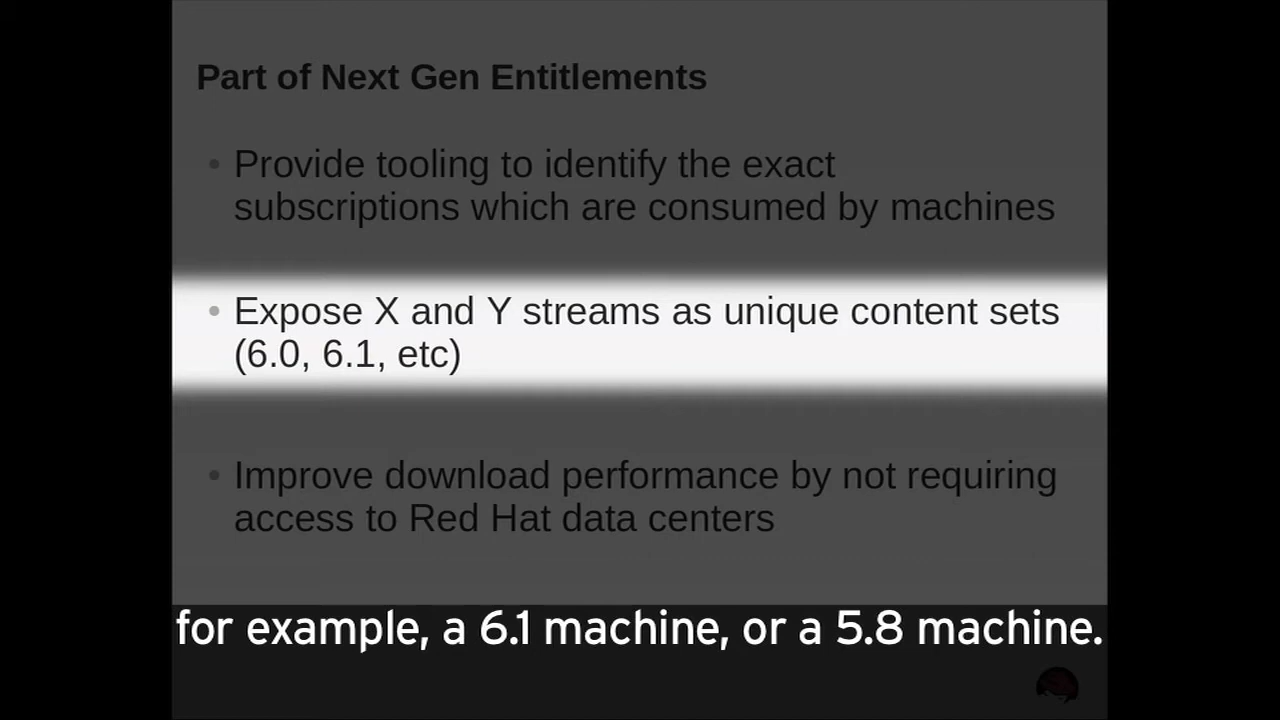 Part of Next Gen Entitlements
• Provide tooling to identify the exact
subscriptions which are consumed by machines
• Expose X and Y streams as unique content sets
(6.0, 6.1, etc)
• Improve download performance by not requiring
access to Red Hat data centers
for example, a 6.1 machine, or a 5.8 machine.